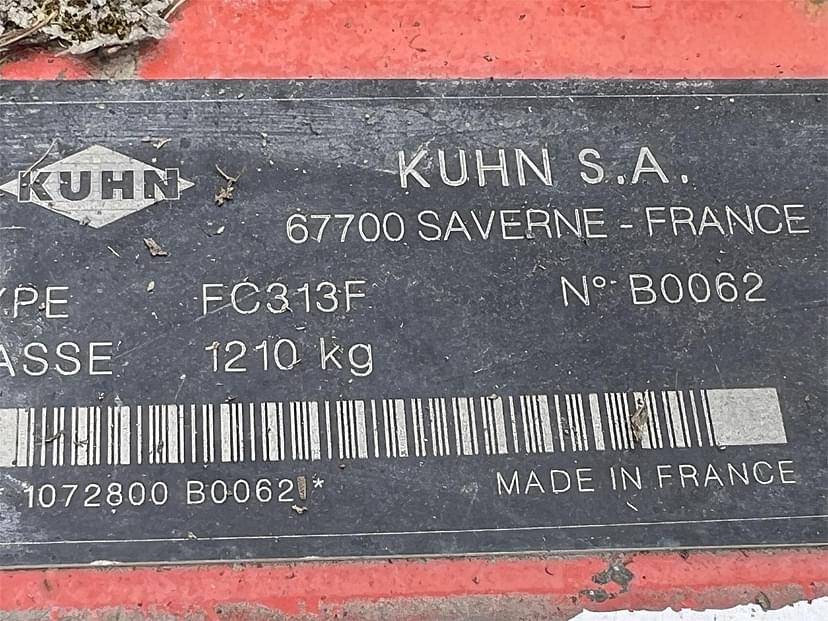 KUHN
KUHN S.A.
67700 SAVERNE - FRANCE
YPE FC313F N° B0062
ASSE 1210 kg
1072800 B0062 *
MADE IN FRANCE